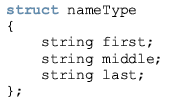 struct nameType
{
    string first;
    string middle;
    string last;
};